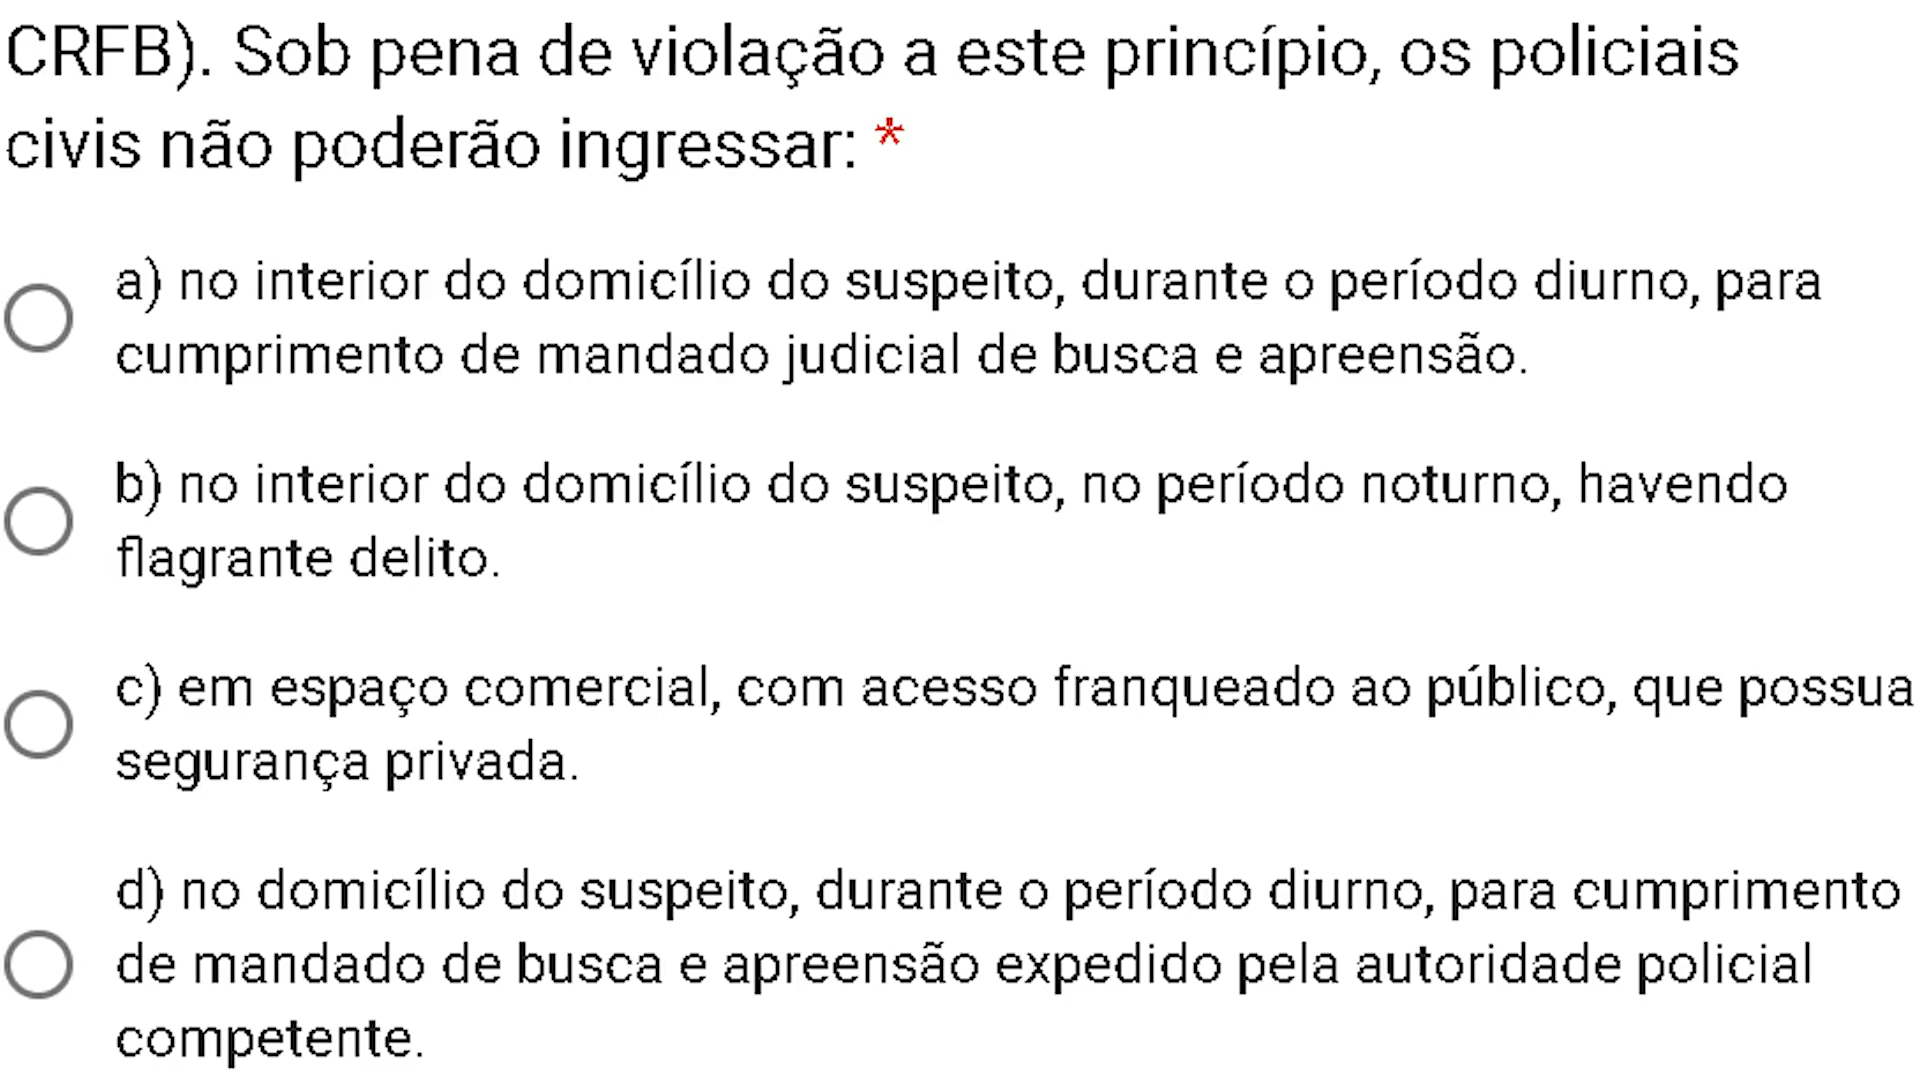 CRFB). Sob pena de violação a este princípio, os policiais
civis não poderão ingressar: *
a) no interior do domicílio do suspeito, durante o período diurno, para
cumprimento de mandado judicial de busca e apreensão.
b) no interior do domicílio do suspeito, no período noturno, havendo
flagrante delito.
c) em espaço comercial, com acesso franqueado ao público, que possua
segurança privada.
d) no domicílio do suspeito, durante o período diurno, para cumprimento
de mandado de busca e apreensão expedido pela autoridade policial
competente.